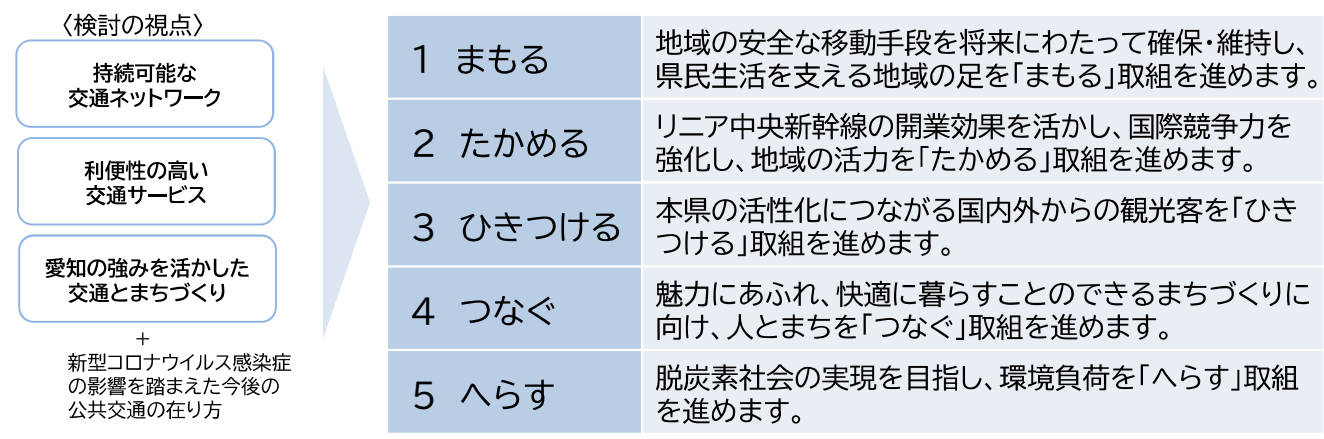 〈検討の視点〉
持続可能な
交通ネットワーク
利便性の高い
交通サービス
愛知の強みを活かした
交通とまちづくり
+
新型コロナウイルス感染症
の影響を踏まえた今後の
公共交通の在り方
1 まもる
地域の安全な移動手段を将来にわたって確保・維持し、
県民生活を支える地域の足を「まもる」取組を進めます。
2 たかめる
リニア中央新幹線の開業効果を活かし、国際競争力を
強化し、地域の活力を「たかめる」取組を進めます。
3 ひきつける
本県の活性化につながる国内外からの観光客を「ひき
つける」取組を進めます。
4 つなぐ
魅力にあふれ、快適に暮らすことのできるまちづくりに
向け、人とまちを「つなぐ」取組を進めます。
5 へらす
脱炭素社会の実現を目指し、環境負荷を「へらす」取組
を進めます。